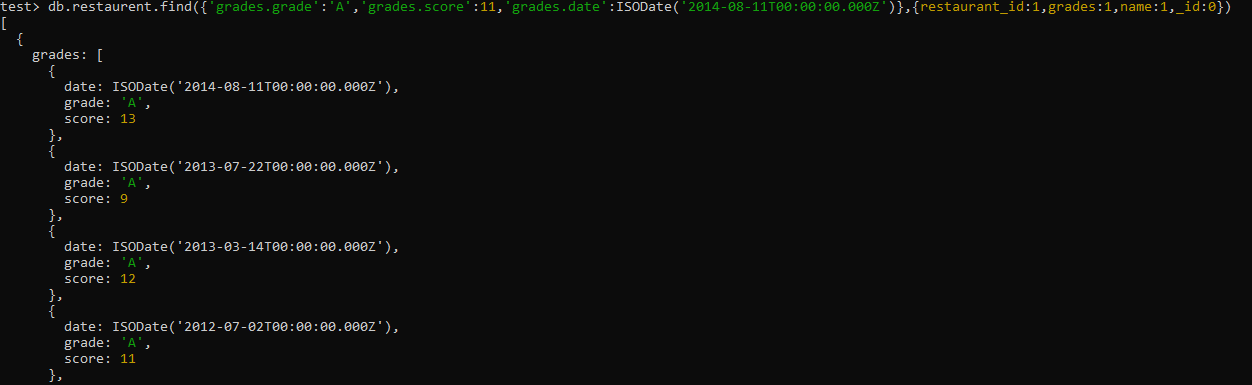 test> db.restaurent.find({'grades.grade':'A','grades.score':11,'grades.date':ISODate('2014-08-11T00:00:00.000Z')},{restaurant_id:1,grades:1,name:1,_id:0})
[
  {
    grades: [
      {
        date: ISODate('2014-08-11T00:00:00.000Z'),
        grade: 'A',
        score: 13
      },
      {
        date: ISODate('2013-07-22T00:00:00.000Z'),
        grade: 'A',
        score: 9
      },
      {
        date: ISODate('2013-03-14T00:00:00.000Z'),
        grade: 'A',
        score: 12
      },
      {
        date: ISODate('2012-07-02T00:00:00.000Z'),
        grade: 'A',
        score: 11
      },